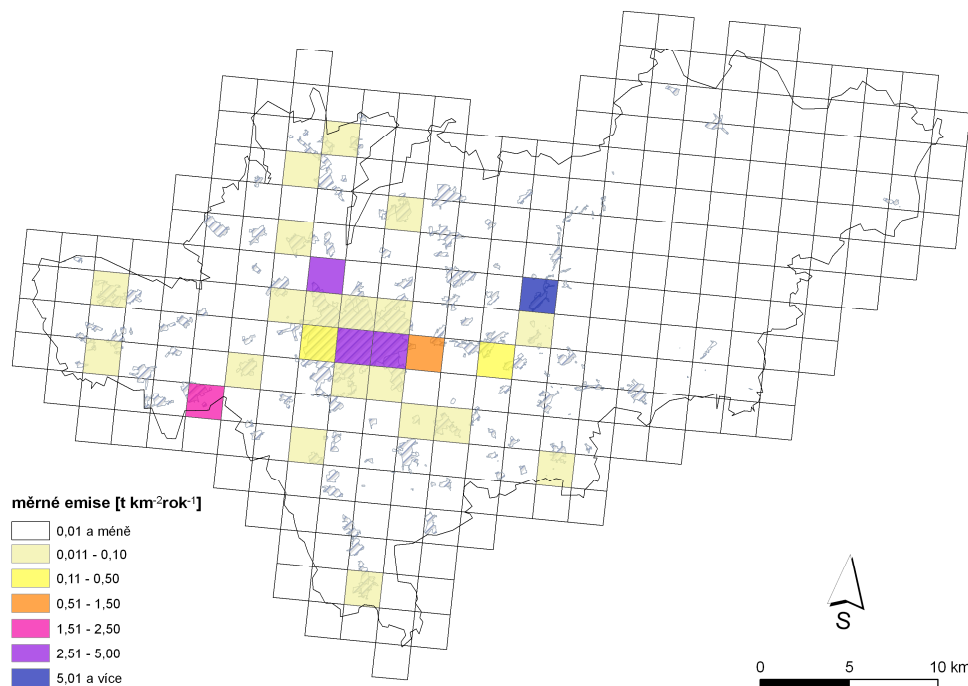 měrné emise [t km-2rok-1]
0,01 a méně
0,011 - 0,10
0,11 - 0,50
0,51 - 1,50
1,51 - 2,50
2,51 - 5,00
5,01 a více
S
0 5 10 km